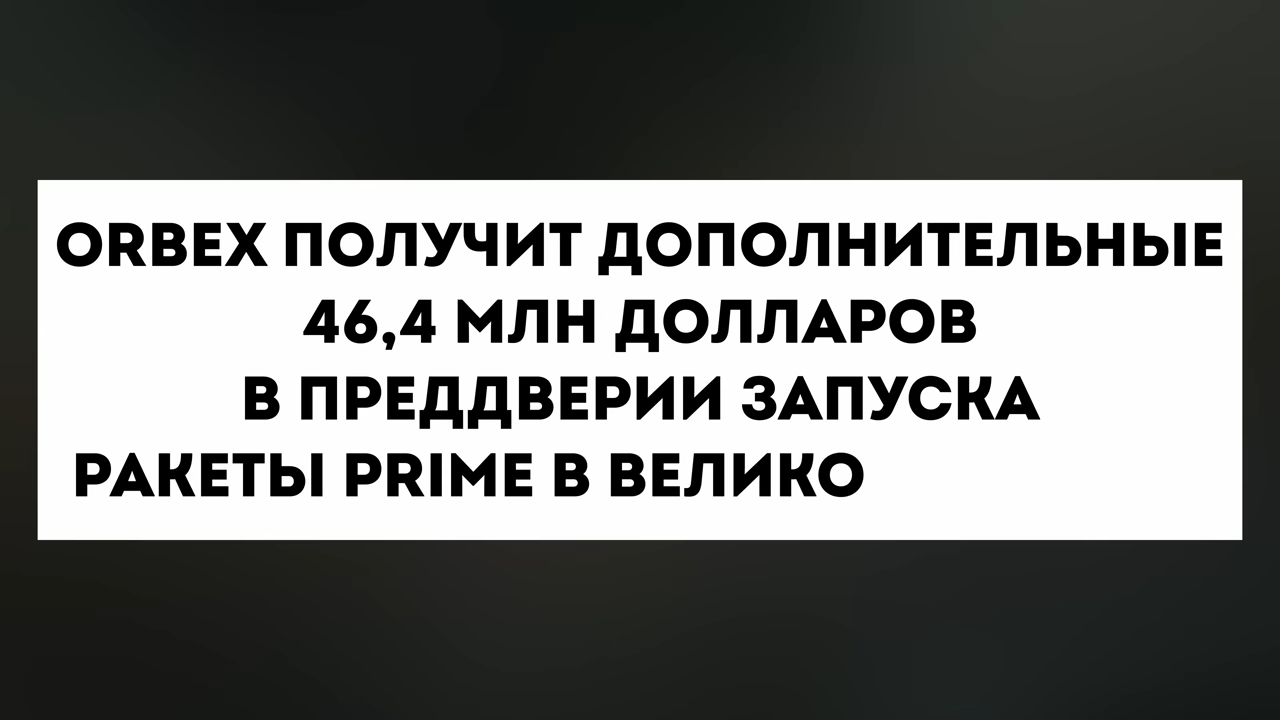 ORBEX ПОЛУЧИТ ДОПОЛНИТЕЛЬНЫЕ
46,4 МЛН ДОЛЛАРОВ
В ПРЕДДВЕРИИ ЗАПУСКА
РАКЕТЫ PRIME В ВЕЛИКО